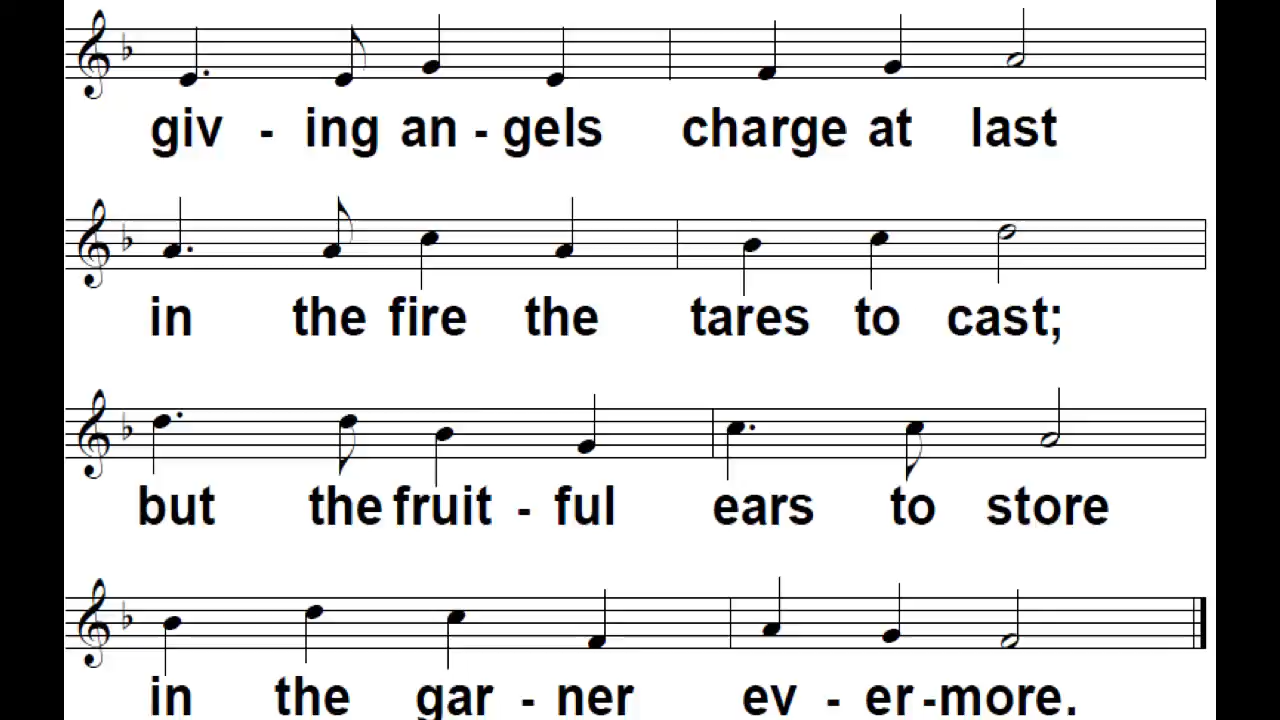 giv - ing an - gels charge at last
in the fire the tares to cast;
but the fruit - ful ears to store
in the gar - ner ev - er - more.